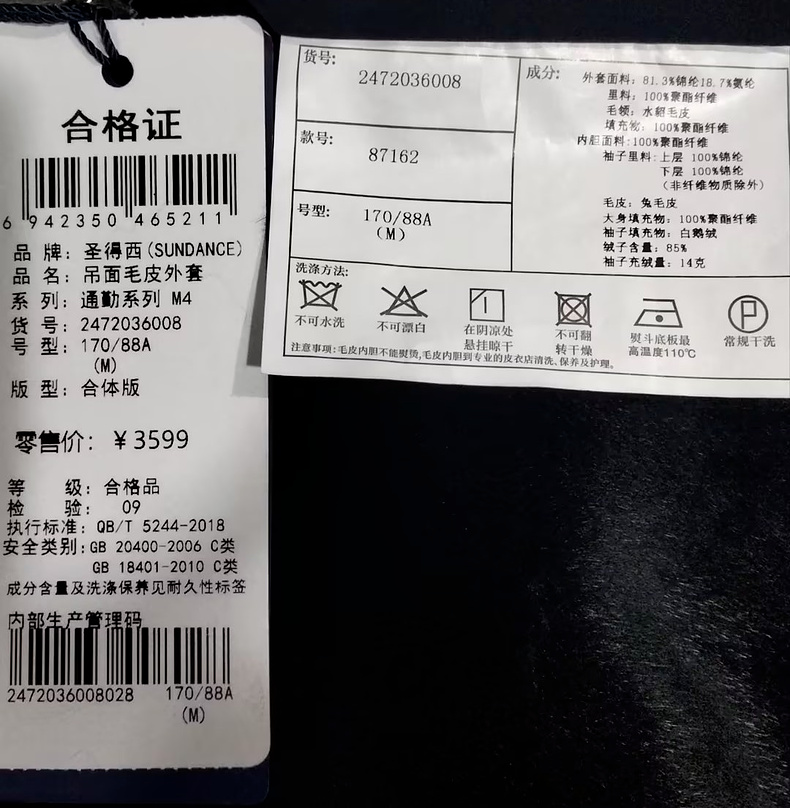 合格证
6 942350 465211
品 牌: 圣得西(SUNDANCE)
品 名: 吊面毛皮外套
系 列: 通勤系列 M4
货 号: 2472036008
号 型: 170/88A
(M)
版 型: 合体版
零售价: ￥3599
等 级: 合格品
检 验: 09
执行标准: QB/T 5244-2018
安全类别: GB 20400-2006 C类
GB 18401-2010 C类
成分含量及洗涤保养见耐久性标签
内部生产管理码
2472036008028 170/88A
(M)
货号:
2472036008
款号:
87162
号型:
170/88A
(M)
成分: 外套面料: 81.3%锦纶18.7%氨纶
里料: 100%聚酯纤维
毛领: 水貂毛皮
填充物: 100%聚酯纤维
内胆面料:100%聚酯纤维
袖子里料:上层 100%锦纶
下层 100%锦纶
(非纤维物质除外)
毛皮: 兔毛皮
大身填充物: 100%聚酯纤维
袖子填充物: 白鹅绒
绒子含量: 85%
袖子充绒量: 14克
洗涤方法:
不可水洗
不可漂白
在阴凉处
悬挂晾干
不可翻
转干燥
熨斗底板最
高温度110℃
P
常规干洗
注意事项:毛皮内胆不能熨烫,毛皮内胆到专业的皮衣店清洗、保养及护理。